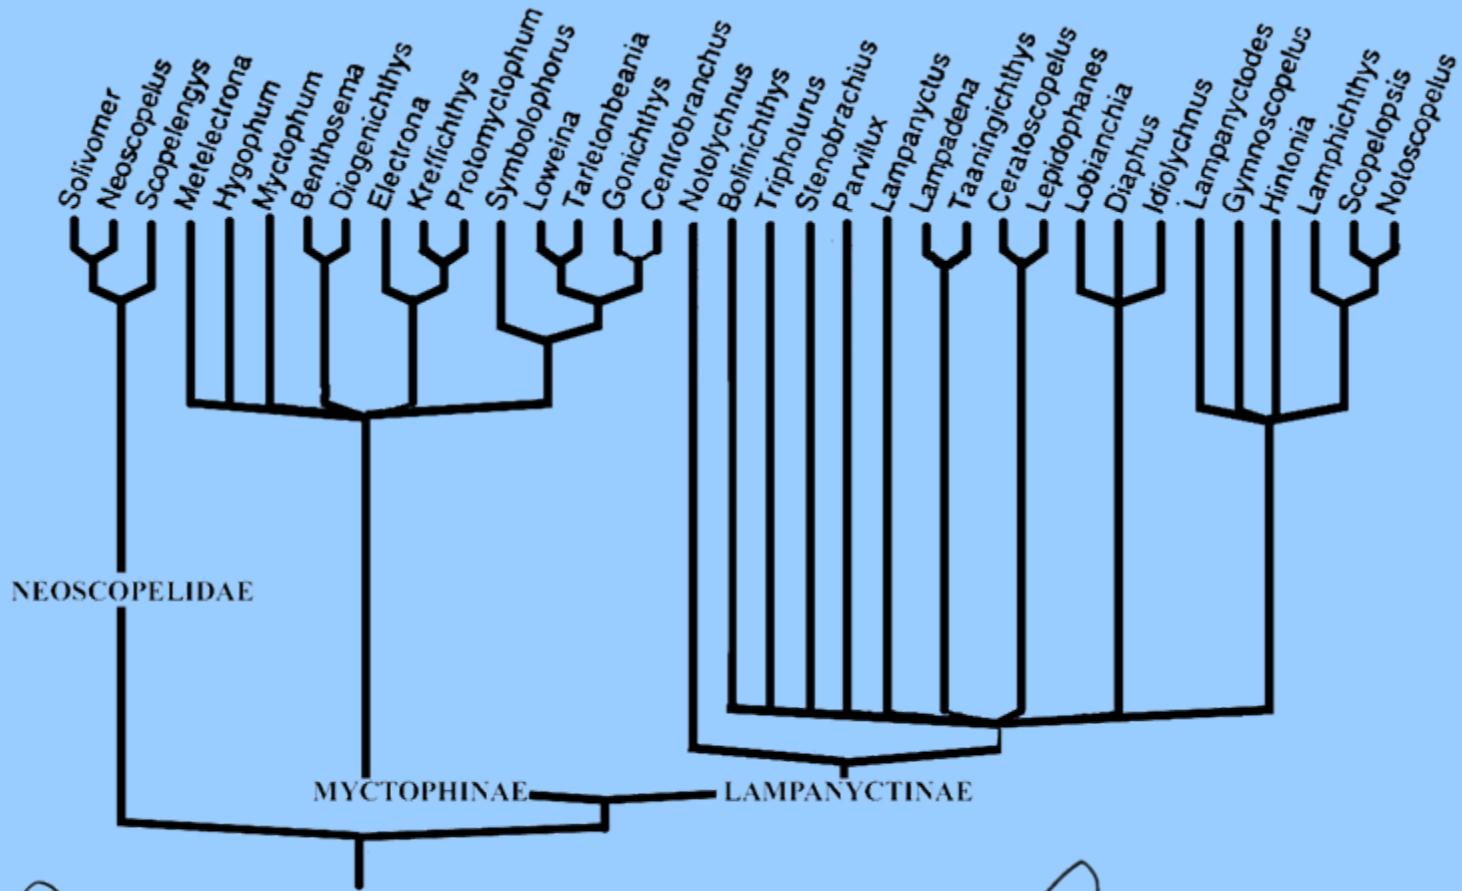 Solivomer
Neoscopelus
Scopelengys
Metelectrona
Hygophum
Myctophum
Benthosema
Diogenichthys
Electrona
Kreffichthys
Protomyctophum
Symbolophorus
Loweina
Tarletonbeania
Gonichthys
Centrobranchus
Notolychnus
Bolinichthys
Triphoturus
Stenobrachius
Parvilux
Lampanyctus
Lampadena
Taaningichthys
Ceratoscopelus
Lepidophanes
Lobianchia
Diaphus
Idiolychnus
Lampanyctodes
Gymnoscopelus
Hintonia
Lamphichthys
Scopelopsis
Notoscopelus
NEOSCOPELIDAE
MYCTOPHINAE
LAMPANYCTINAE